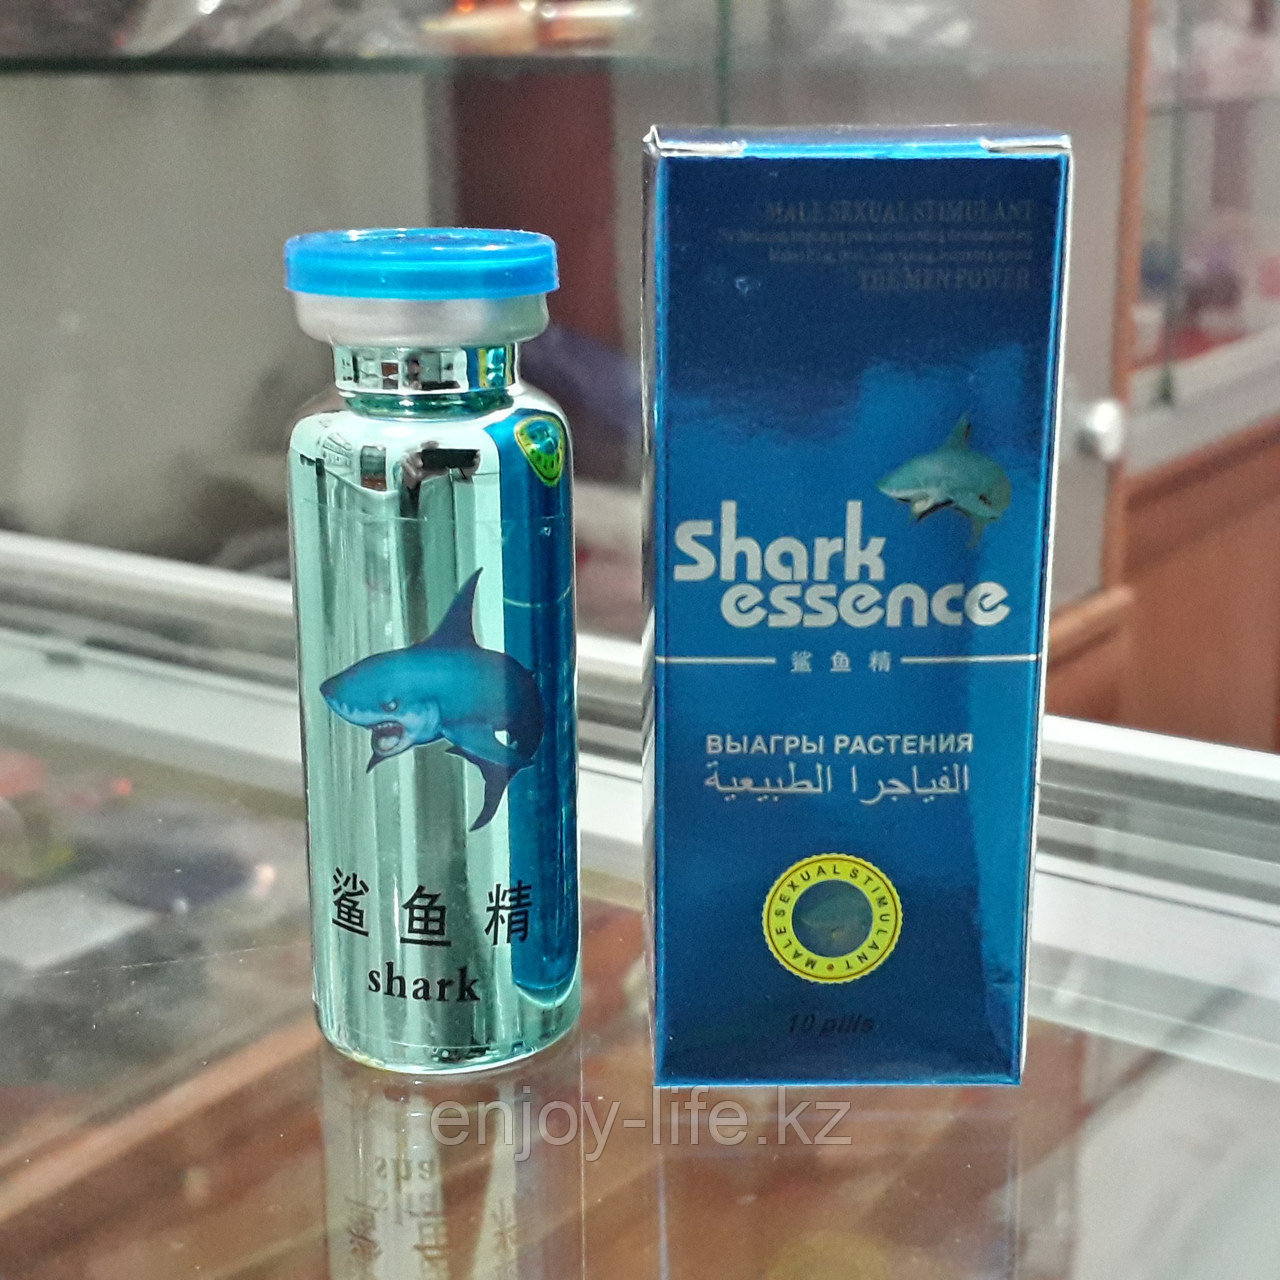 MALE SEXUAL STIMULANT
THE MEN POWER
Shark
essence
鲨鱼精
ВЫАГРЫ РАСТЕНИЯ
الفياجرا الطبيعية
MALE SEXUAL STIMULANT
10 pills
鲨鱼精
shark
enjoy-life.kz